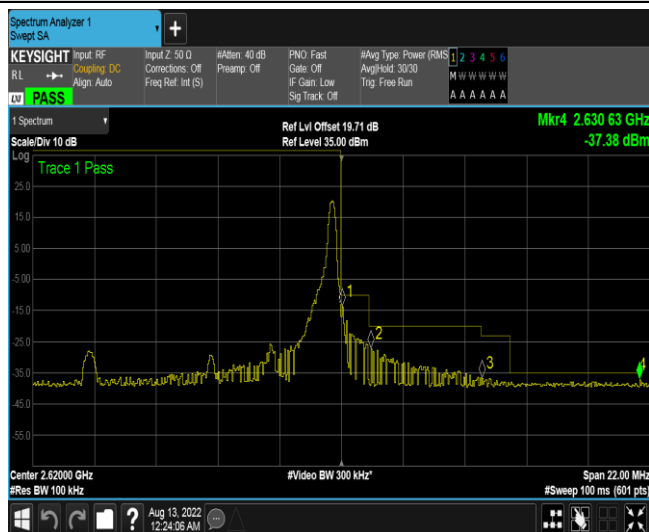 Spectrum Analyzer 1
Swept SA
+
KEYSIGHT
RL
LXI PASS
Input: RF
Coupling: DC
Align: Auto
Input Z: 50 Ω
Corrections: Off
Freq Ref: Int (S)
#Atten: 40 dB
Preamp: Off
PNO: Fast
Gate: Off
IF Gain: Low
Sig Track: Off
#Avg Type: Power (RMS
Avg|Hold: 30/30
Trig: Free Run
1 2 3 4 5 6
M W W W W W
A A A A A A
1 Spectrum
Scale/Div 10 dB
Ref Lvl Offset 19.71 dB
Ref Level 35.00 dBm
Mkr4 2.630 63 GHz
-37.38 dBm
Log
Trace 1 Pass
25.0
15.0
5.00
-5.00
-15.0
-25.0
-35.0
-45.0
-55.0
1
2
3
4
Center 2.62000 GHz
#Res BW 100 kHz
#Video BW 300 kHz*
Span 22.00 MHz
#Sweep 100 ms (601 pts)
?
Aug 13, 2022
12:24:06 AM